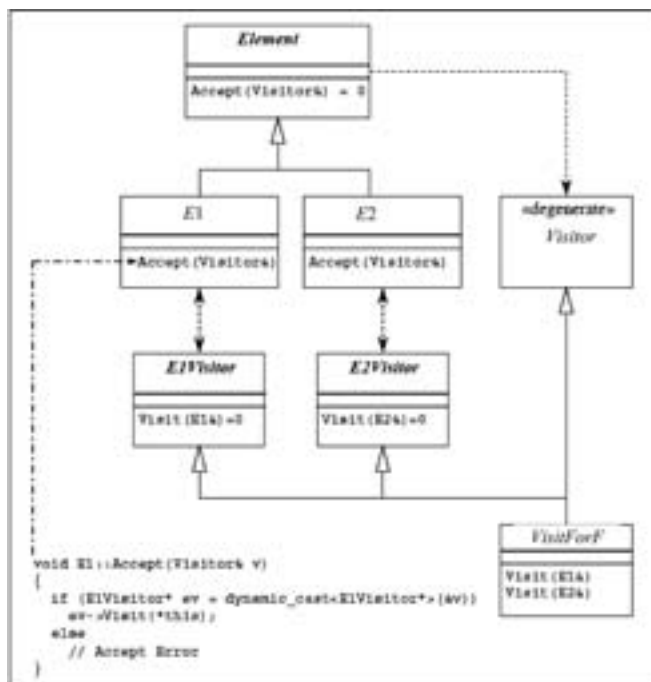 Element
Accept(Visitor&) = 0
E1
Accept(Visitor&)
E2
Accept(Visitor&)
«degenerate»
Visitor
E1Visitor
Visit(E1&)=0
E2Visitor
Visit(E2&)=0
VisitForF
Visit(E1&)
Visit(E2&)
void E1::Accept(Visitor& v)
{
if (E1Visitor* ev = dynamic_cast<E1Visitor*>(&v))
ev->Visit(*this);
else
// Accept Error
}